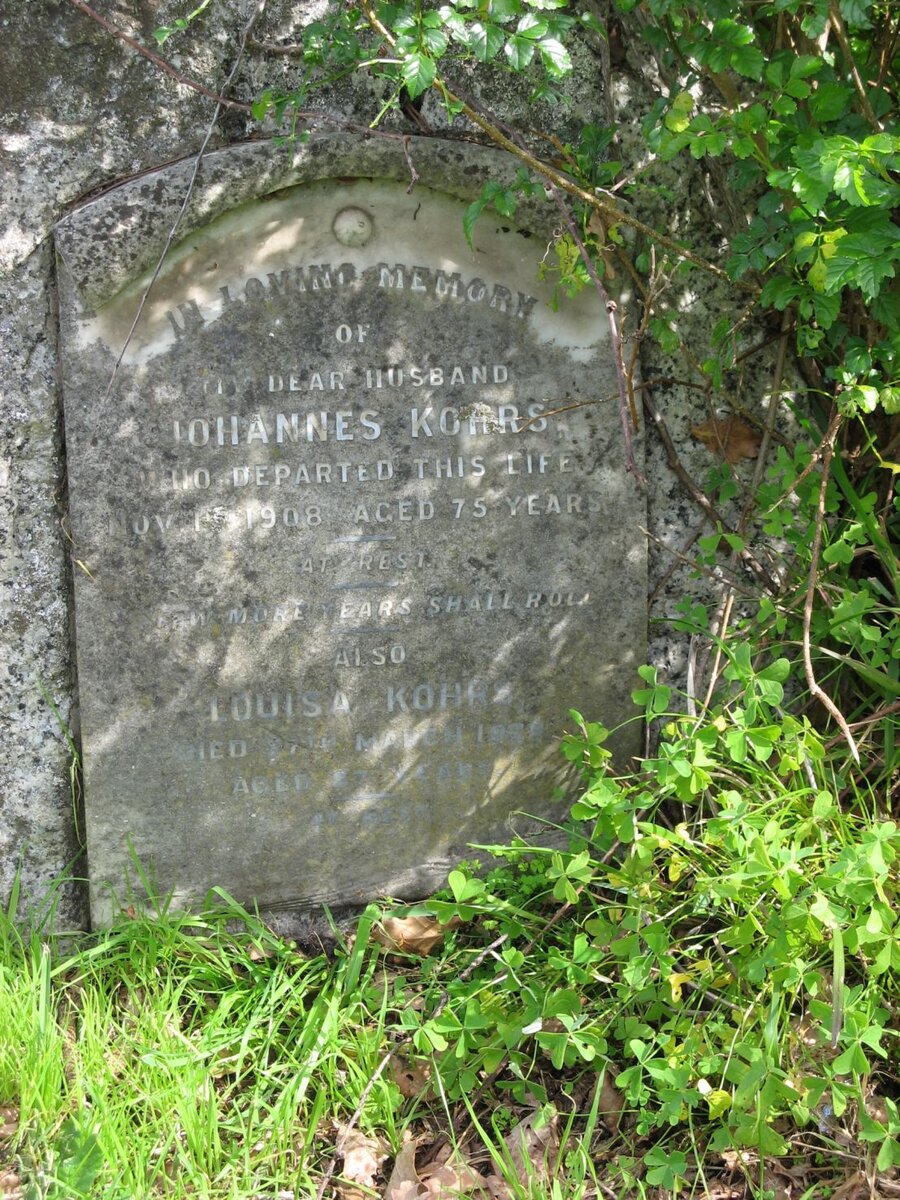 IN LOVING MEMORY
OF
MY DEAR HUSBAND
JOHANNES KOHRS,
WHO DEPARTED THIS LIFE
NOV 1908 AGED 75 YEARS
AT REST
FEW MORE YEARS SHALL ROLL
ALSO
LOUISA KOHRS
DIED MARCH
AGED YEARS